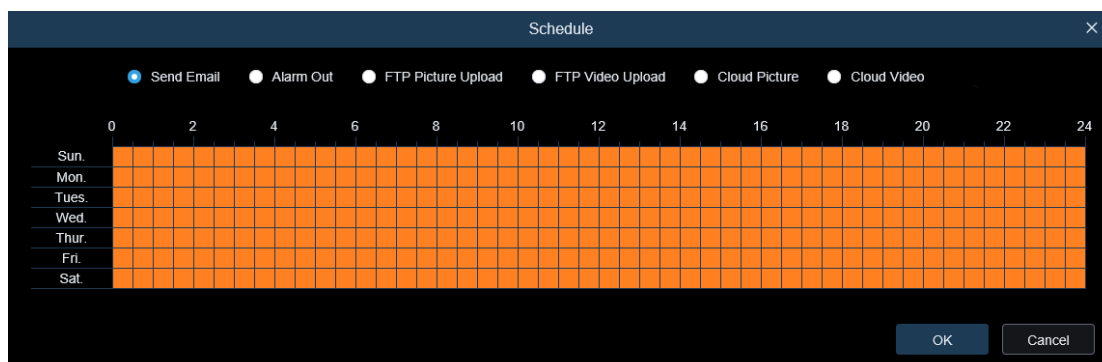 Schedule
Send Email Alarm Out FTP Picture Upload FTP Video Upload Cloud Picture Cloud Video
0 2 4 6 8 10 12 14 16 18 20 22 24
Sun.
Mon.
Tues.
Wed.
Thur.
Fri.
Sat.
OK Cancel